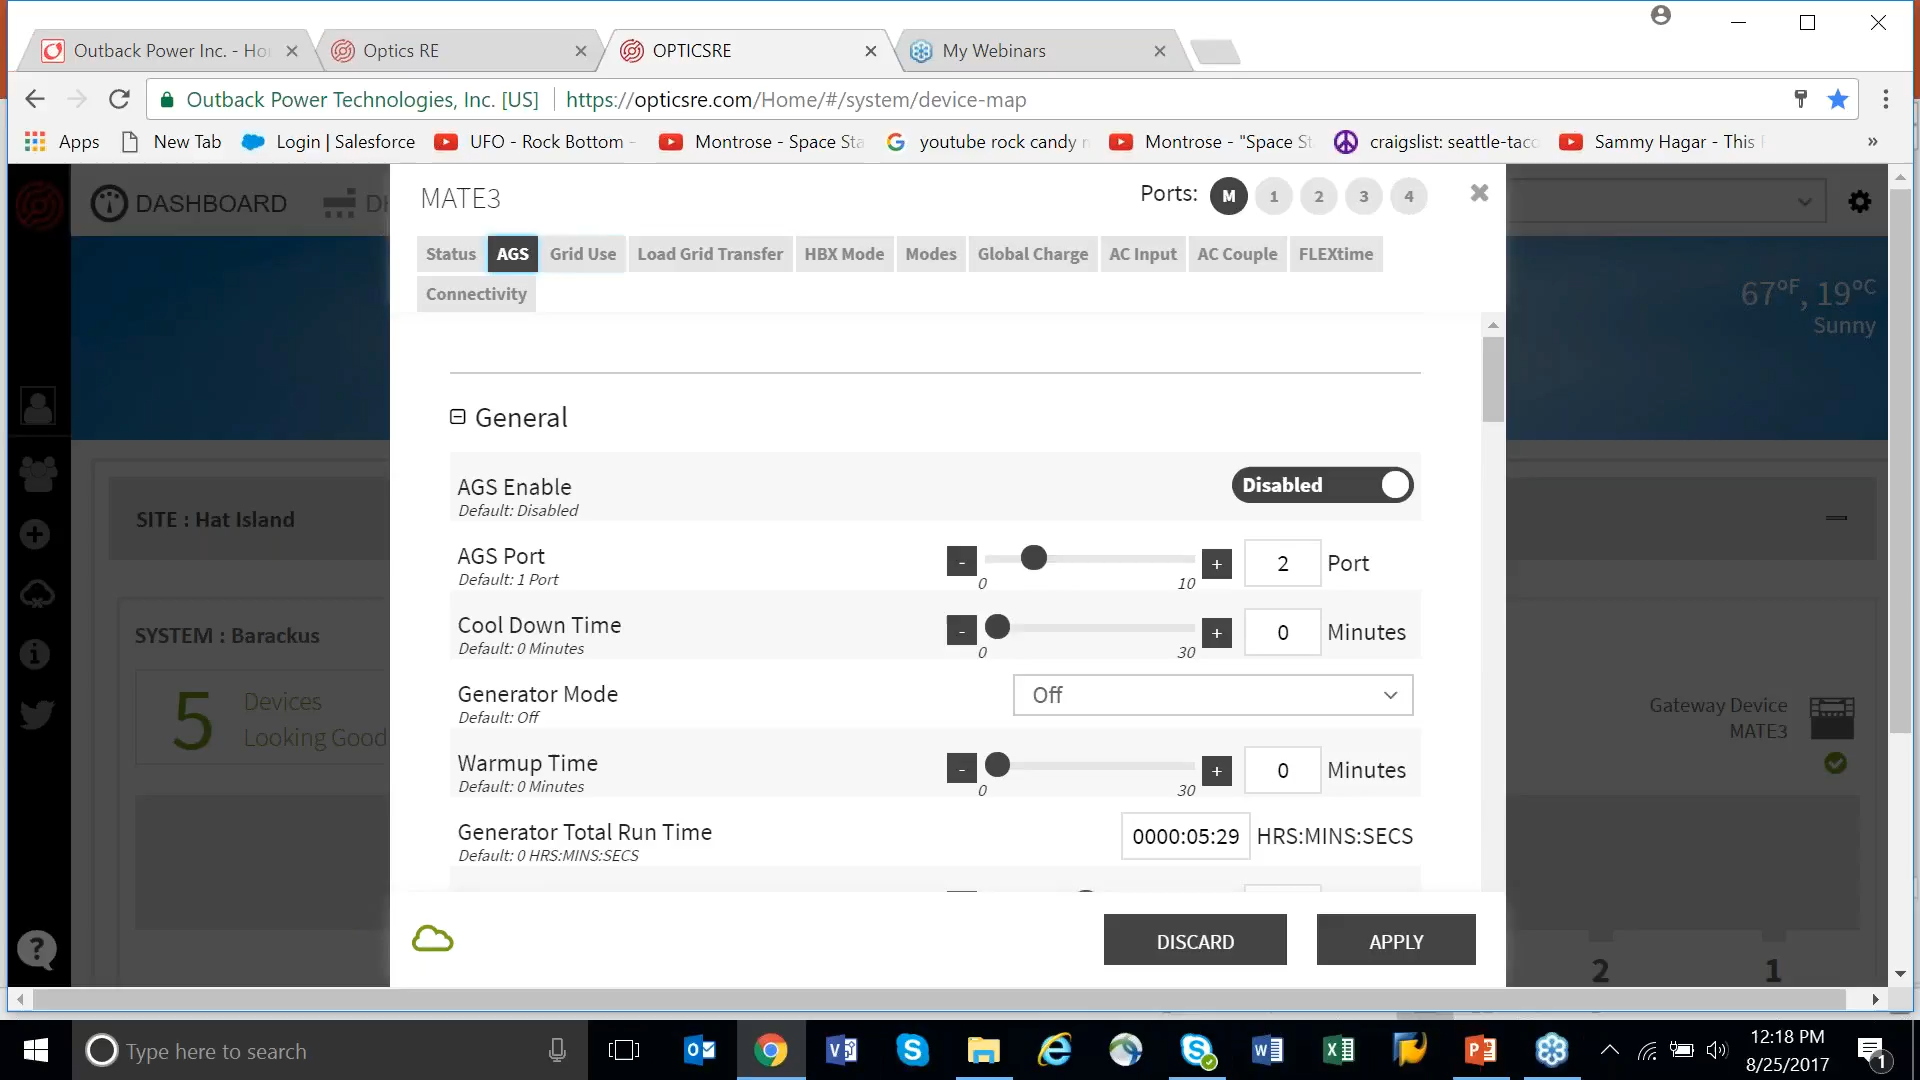 Outback Power Inc. - Ho
Optics RE
OPTICSRE
My Webinars
Outback Power Technologies, Inc. [US]
https://opticsre.com/Home/#/system/device-map
Apps
New Tab
Login | Salesforce
UFO - Rock Bottom -
Montrose - Space Sta
youtube rock candy
Montrose - "Space St
craigslist: seattle-taco
Sammy Hagar - This
»
DASHBOARD
MATE3
Ports: M 1 2 3 4
Status
AGS
Grid Use
Load Grid Transfer
HBX Mode
Modes
Global Charge
AC Input
AC Couple
FLEXtime
Connectivity
67°F, 19°C
Sunny
General
AGS Enable
Default: Disabled
Disabled
AGS Port
Default: 1 Port
- 0 10 + 2 Port
Cool Down Time
Default: 0 Minutes
- 0 30 + 0 Minutes
Generator Mode
Default: Off
Off
Warmup Time
Default: 0 Minutes
- 0 30 + 0 Minutes
Generator Total Run Time
Default: 0 HRS:MINS:SECS
0000:05:29 HRS:MINS:SECS
SITE : Hat Island
SYSTEM : Barackus
5
Devices
Looking Good
Gateway Device
MATE3
DISCARD
APPLY
2
1
Type here to search
12:18 PM
8/25/2017
1